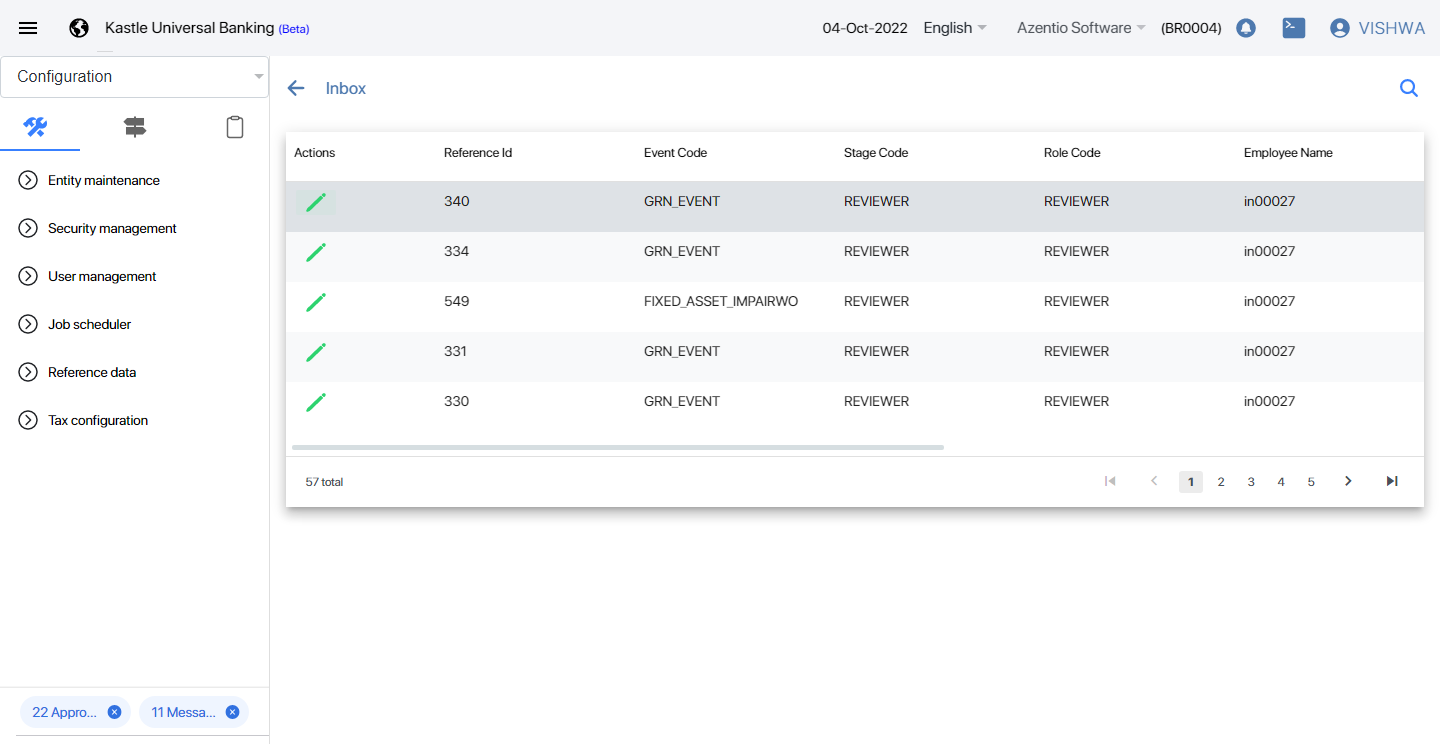 Kastle Universal Banking (Beta) 04-Oct-2022 English Azentio Software (BR0004) VISHWA
Configuration
Entity maintenance
Security management
User management
Job scheduler
Reference data
Tax configuration
22 Appro... 11 Messa...
Inbox
Actions Reference Id Event Code Stage Code Role Code Employee Name
340 GRN_EVENT REVIEWER REVIEWER in00027
334 GRN_EVENT REVIEWER REVIEWER in00027
549 FIXED_ASSET_IMPAIRWO REVIEWER REVIEWER in00027
331 GRN_EVENT REVIEWER REVIEWER in00027
330 GRN_EVENT REVIEWER REVIEWER in00027
57 total 1 2 3 4 5